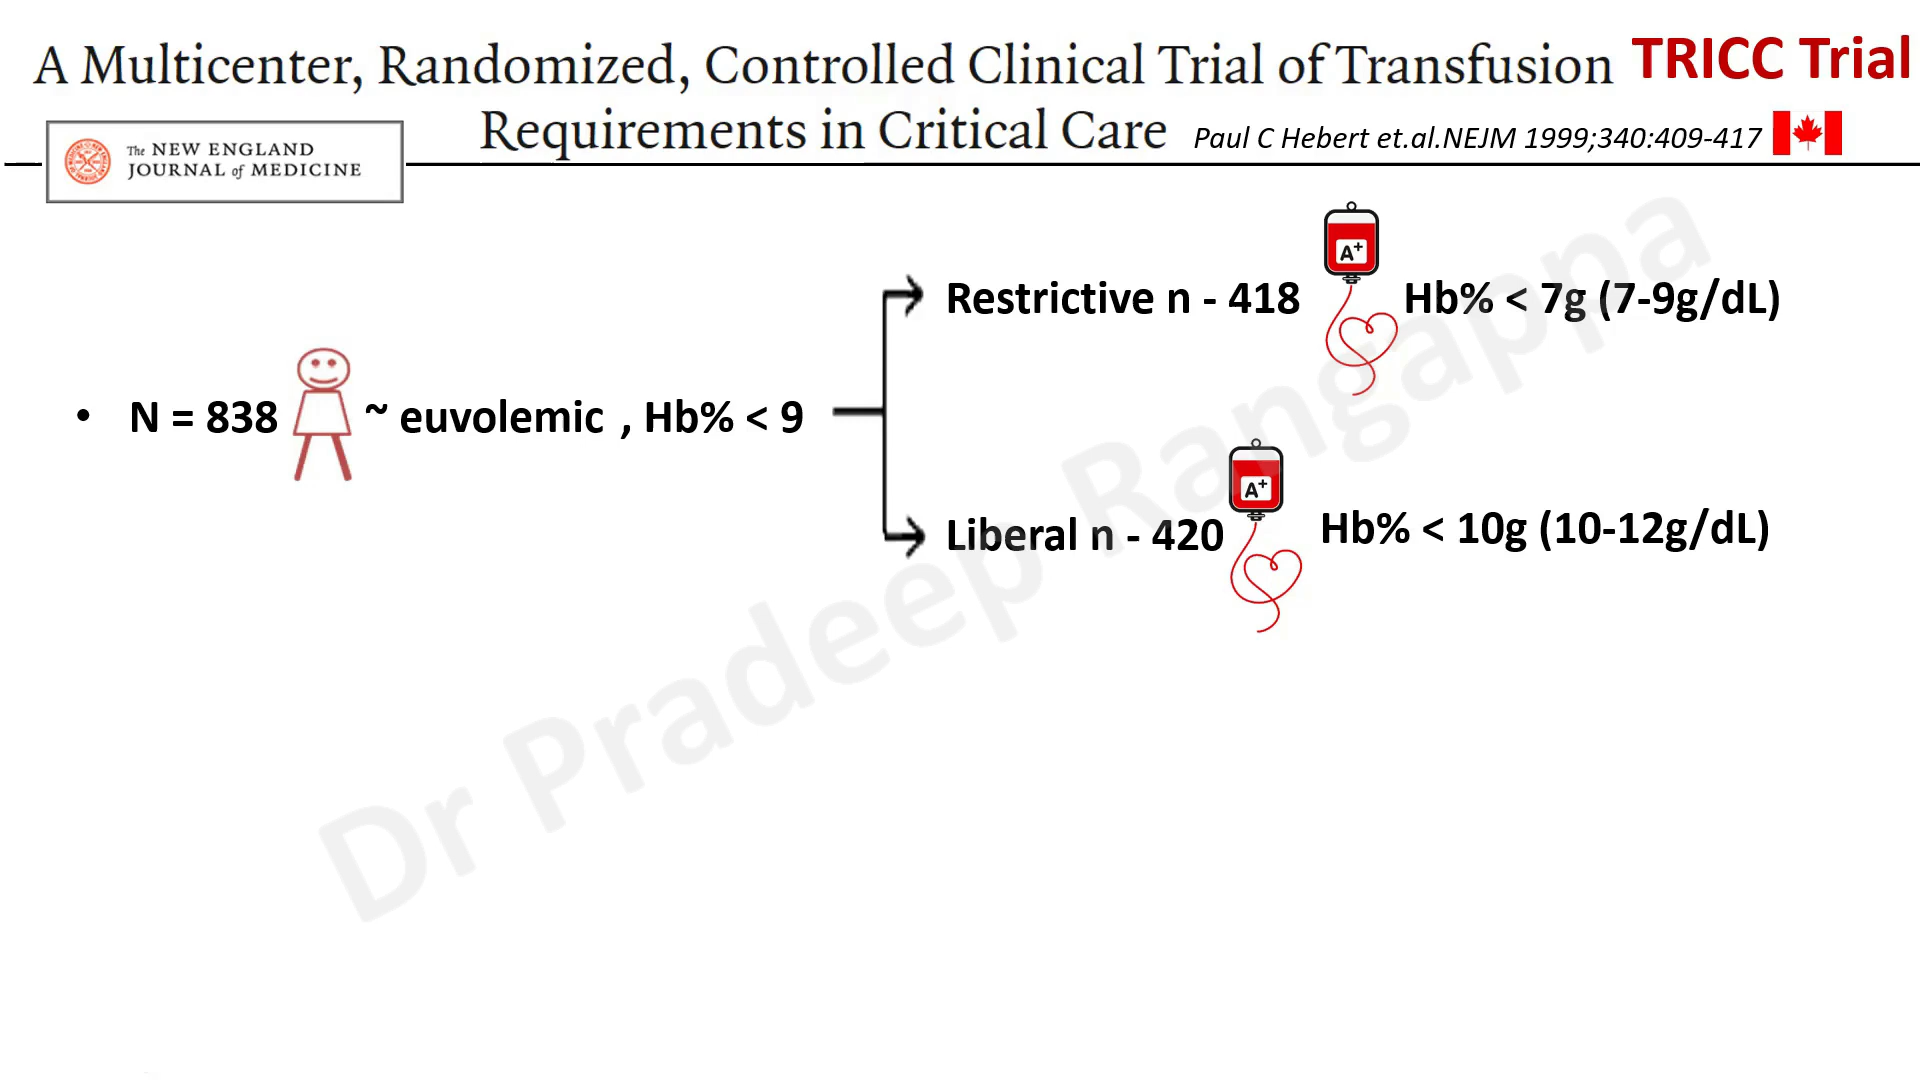 A Multicenter, Randomized, Controlled Clinical Trial of Transfusion
Requirements in Critical Care
TRICC Trial
Paul C Hebert et.al.NEJM 1999;340:409-417
The NEW ENGLAND
JOURNAL of MEDICINE
• N = 838 ~ euvolemic , Hb% < 9
Restrictive n - 418
A+
Hb% < 7g (7-9g/dL)
Liberal n - 420
A+
Hb% < 10g (10-12g/dL)
Dr Pradeep Rangappa